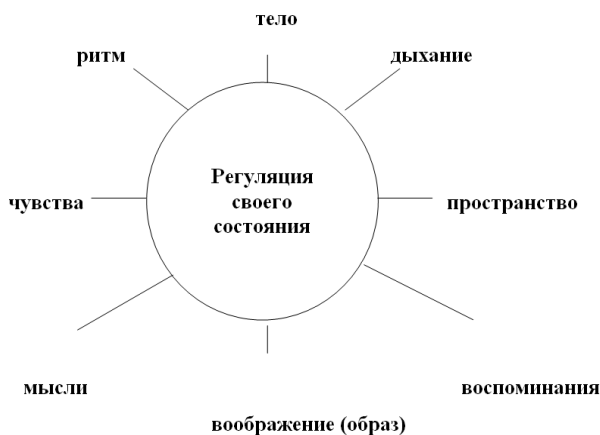 тело
ритм
дыхание
Регуляция
своего
состояния
чувства
пространство
мысли
воспоминания
воображение (образ)